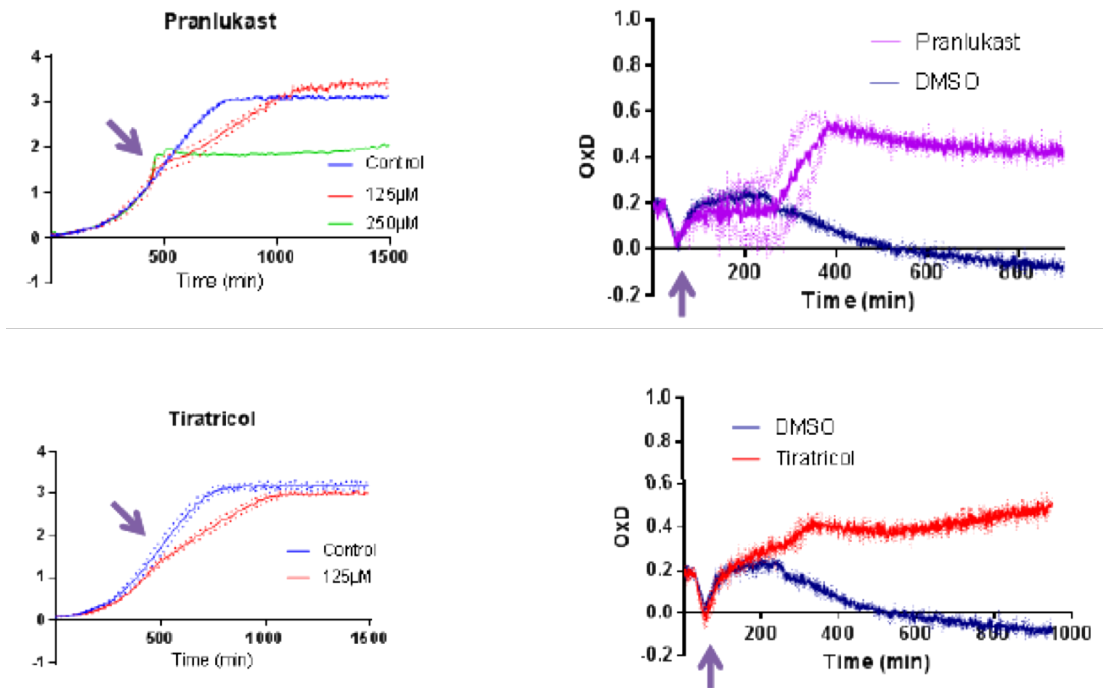 Pranlukast
4
3
2
1
0
-1
500
1000
1500
Time (min)
Control
125µM
250µM
1.0
0.8
0.6
0.4
0.2
0.0
-0.2
OxD
Pranlukast
DMSO
200
400
600
800
Time (min)
Tiratricol
4
3
2
1
0
-1
500
1000
1500
Time (min)
Control
125µM
1.0
0.8
0.6
0.4
0.2
0.0
-0.2
OxD
DMSO
Tiratricol
200
400
600
800
1000
Time (min)